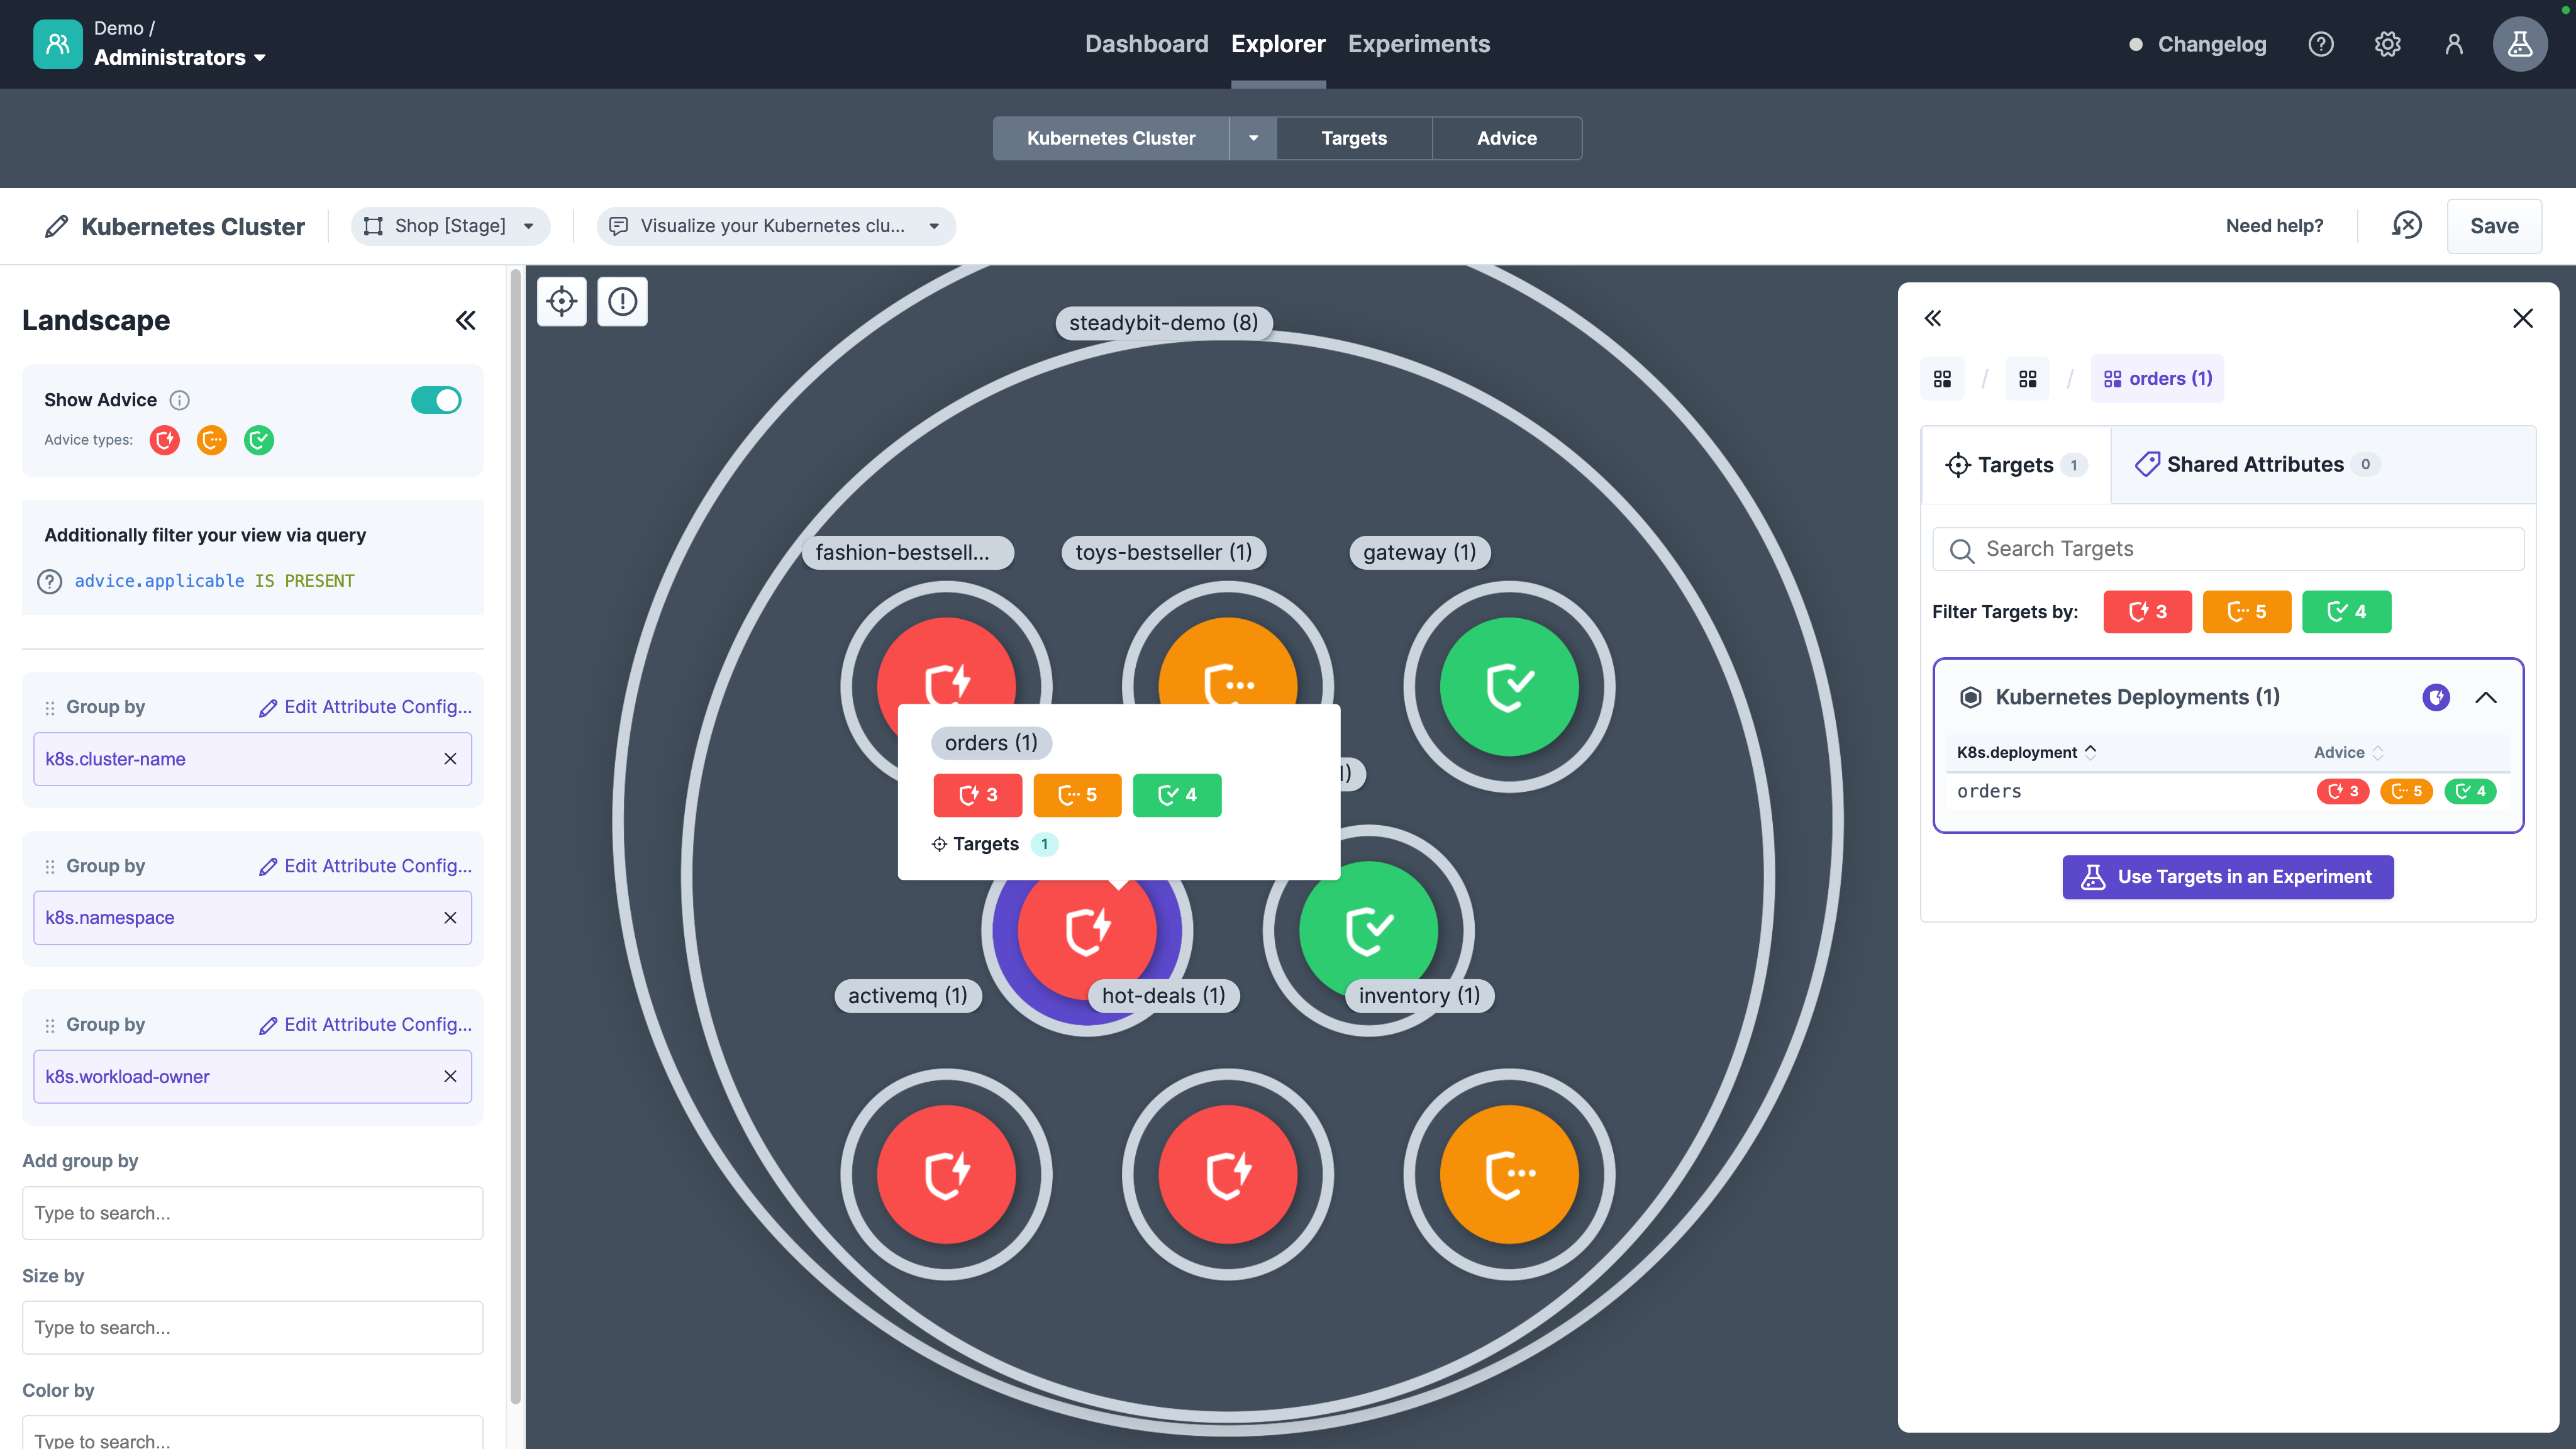 Demo /
Administrators
Dashboard Explorer Experiments
Changelog
Kubernetes Cluster Targets Advice
Kubernetes Cluster
Shop [Stage]
Visualize your Kubernetes clu...
Need help?
Save
Landscape
Show Advice
Advice types:
Additionally filter your view via query
advice.applicable IS PRESENT
Group by Edit Attribute Config...
k8s.cluster-name
Group by Edit Attribute Config...
k8s.namespace
Group by Edit Attribute Config...
k8s.workload-owner
Add group by
Type to search...
Size by
Type to search...
Color by
Type to search...
steadybit-demo (8)
fashion-bestsell... toys-bestseller (1) gateway (1)
orders (1)
3 5 4
Targets 1
activemq (1) hot-deals (1) inventory (1)
orders (1)
Targets 1 Shared Attributes 0
Search Targets
Filter Targets by: 3 5 4
Kubernetes Deployments (1)
K8s.deployment Advice
orders 3 5 4
Use Targets in an Experiment